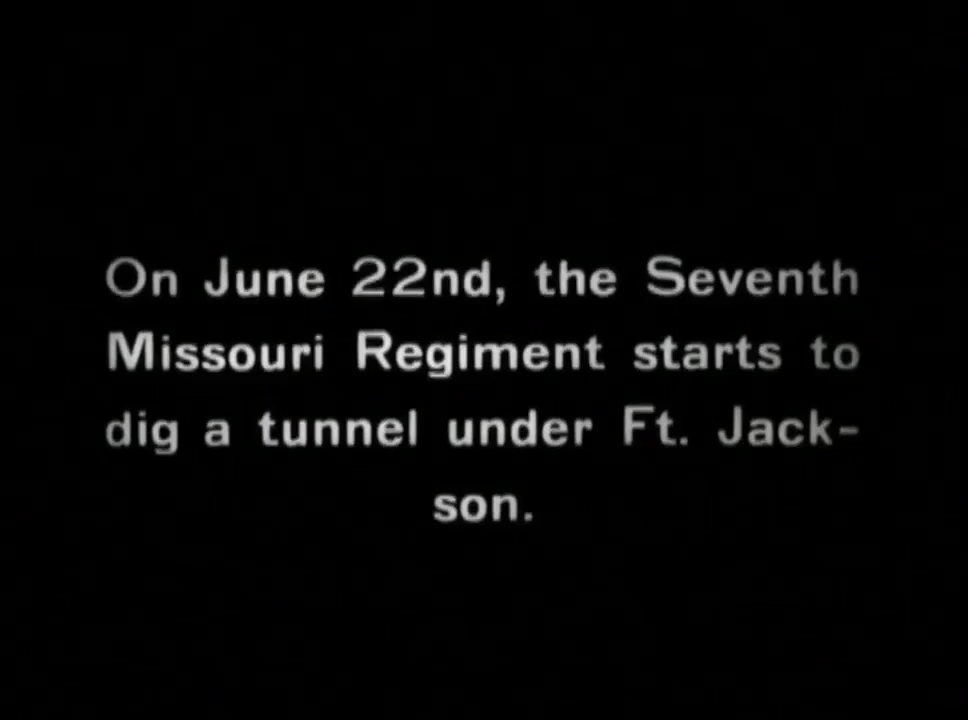 On June 22nd, the Seventh
Missouri Regiment starts to
dig a tunnel under Ft. Jack-
son.